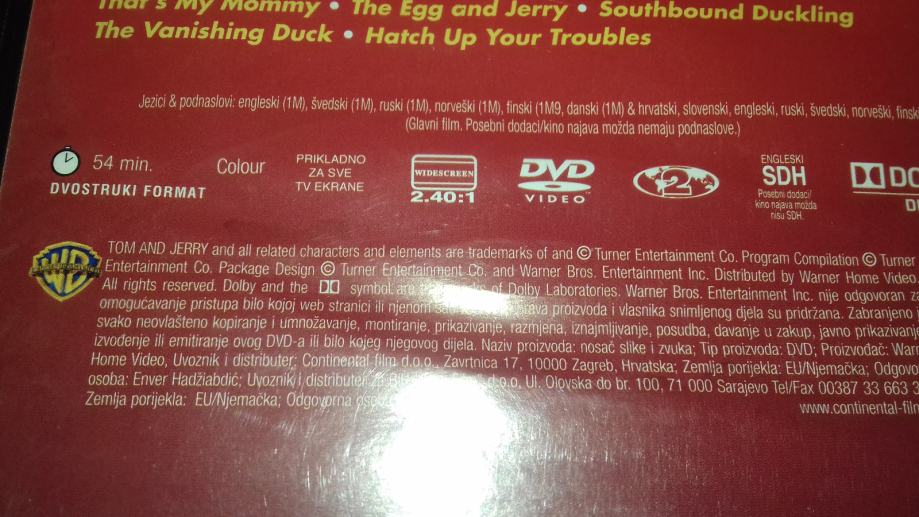 That's My Mommy • The Egg and Jerry • Southbound Duckling
The Vanishing Duck • Hatch Up Your Troubles
Jezici & podnaslovi: engleski (1M), švedski (1M), ruski (1M), norveški (1M), finski (1M9, danski (1M) & hrvatski, slovenski, engleski, ruski, švedski, norveški, finsk
(Glavni film. Posebni dodaci/kino najava možda nemaju podnaslove.)
54 min.
DVOSTRUKI FORMAT
Colour
PRIKLADNO
ZA SVE
TV EKRANE
WIDESCREEN
2.40:1
DVD
VIDEO™
2
ENGLESKI
SDH
Posebni dodaci/
kino najava možda
nisu SDH.
DO
WB
TOM AND JERRY and all related characters and elements are trademarks of and © Turner Entertainment Co. Program Compilation © Turner
Entertainment Co. Package Design © Turner Entertainment Co. and Warner Bros. Entertainment Inc. Distributed by Warner Home Video.
All rights reserved. Dolby and the symbol are of Dolby Laboratories. Warner Bros. Entertainment Inc. nije odgovoran za
omogućavanje pristupa bilo kojoj web stranici ili njenom prava proizvoda i vlasnika snimljenog djela su pridržana. Zabranjeno j
svako neovlašteno kopiranje i umnožavanje, montiranje, prikazivanje, razmjena, iznajmljivanje, posudba, davanje u zakup, javno prikazivanje
izvođenje ili emitiranje ovog DVD-a ili bilo kojeg njegovog dijela. Naziv proizvoda: nosač slike i zvuka; Tip proizvoda: DVD; Proizvođač: Warn
Home Video, Uvoznik i distributer: Continental film d.o.o., Zavrtnica 17, 10000 Zagreb, Hrvatska; Zemlja porijekla: EU/Njemačka; Odgovo
osoba: Enver Hadžiabdić; Uvoznik i distributer za d.o.o. Ul. Olovska do br. 100, 71 000 Sarajevo Tel/Fax 00387 33 663 3
Zemlja porijekla: EU/Njemačka; Odgovorna
www.continental-film